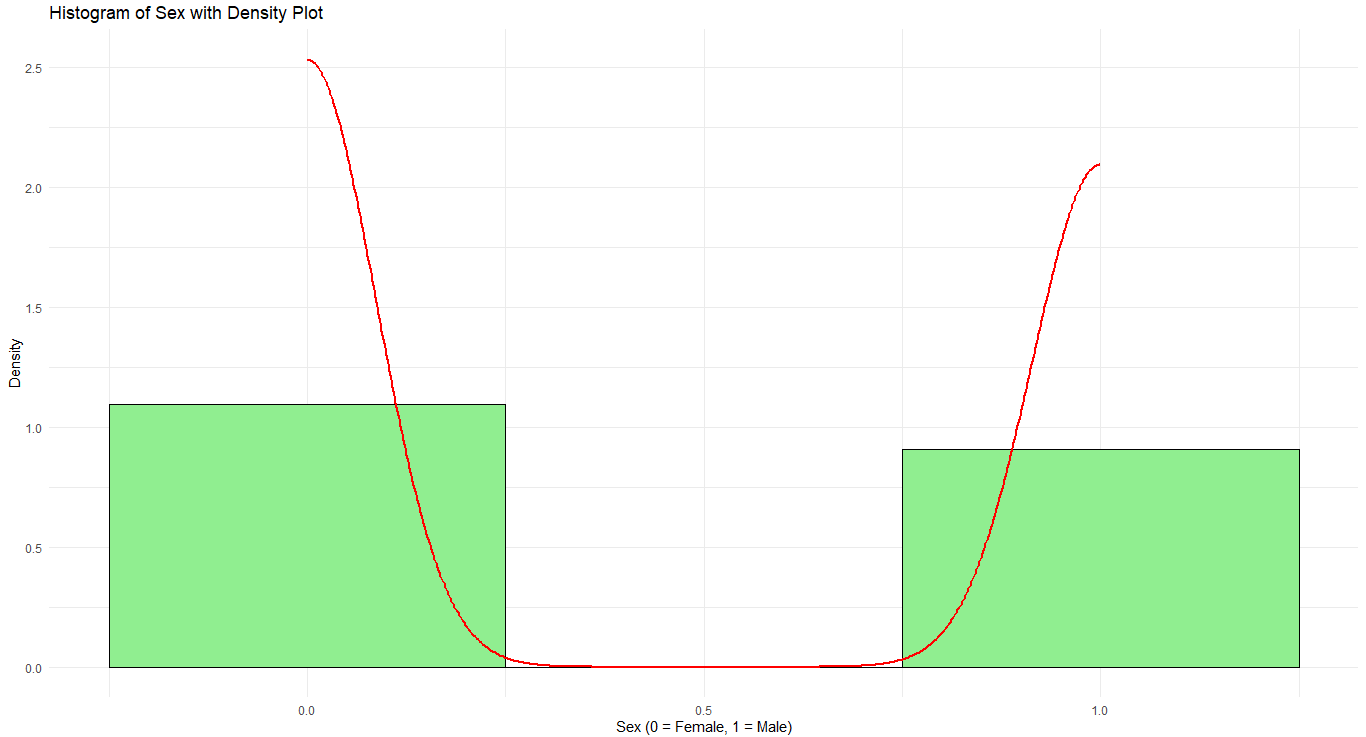 Histogram of Sex with Density Plot
2.5
2.0
1.5
1.0
0.5
0.0
Density
0.0 0.5 1.0
Sex (0 = Female, 1 = Male)